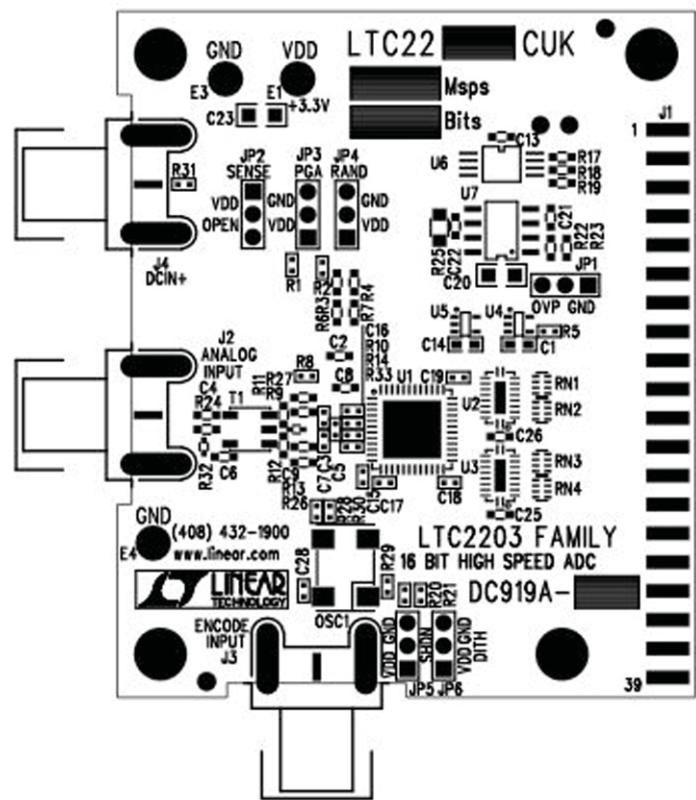 LTC22 CUK
Msps
Bits
GND VDD
E3 E1
+3.3V
C23
J1
1
C13
U6
R17
R18
R19
JP2 JP3 JP4
SENSE PGA RAND
VDD GND GND
OPEN VDD VDD
R31
J4
DCIN+
U7
C21
R22
R23
R25
C22
C20
JP1
OVP GND
R1
R2
R6
R3
R4
R7
U5 U4
R5
C14 C1
J2
ANALOG
INPUT
C2
C16
R10
R14
R33
U1
C19
R8
C8
C4
R24
T1
R11
R27
R9
U2
RN1
RN2
C26
R32
C6
R12
R13
R26
C7
C3
C5
U3
RN3
RN4
C15
C17
C18
C25
R28
R30
GND
E4
(408) 432-1900
www.linear.com
LINEAR
TECHNOLOGY
C28
R29
OSC1
LTC2203 FAMILY
16 BIT HIGH SPEED ADC
DC919A-
R20
R21
ENCODE
INPUT
J3
VDD GND
SHDN
VDD GND
DITH
JP5 JP6
39